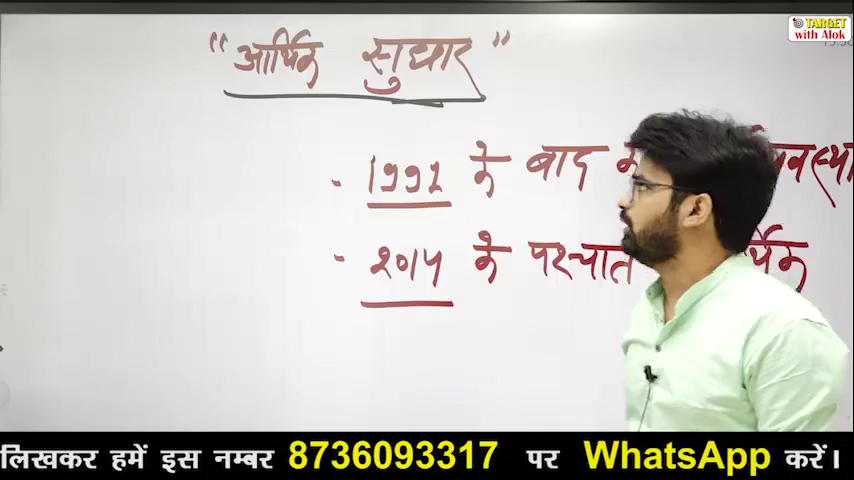 TARGET
with Alok
"आर्थिक सुधार"
- 1991 के बाद
- 2014 के पश्चात
लिखकर हमें इस नम्बर 8736093317 पर WhatsApp करें।